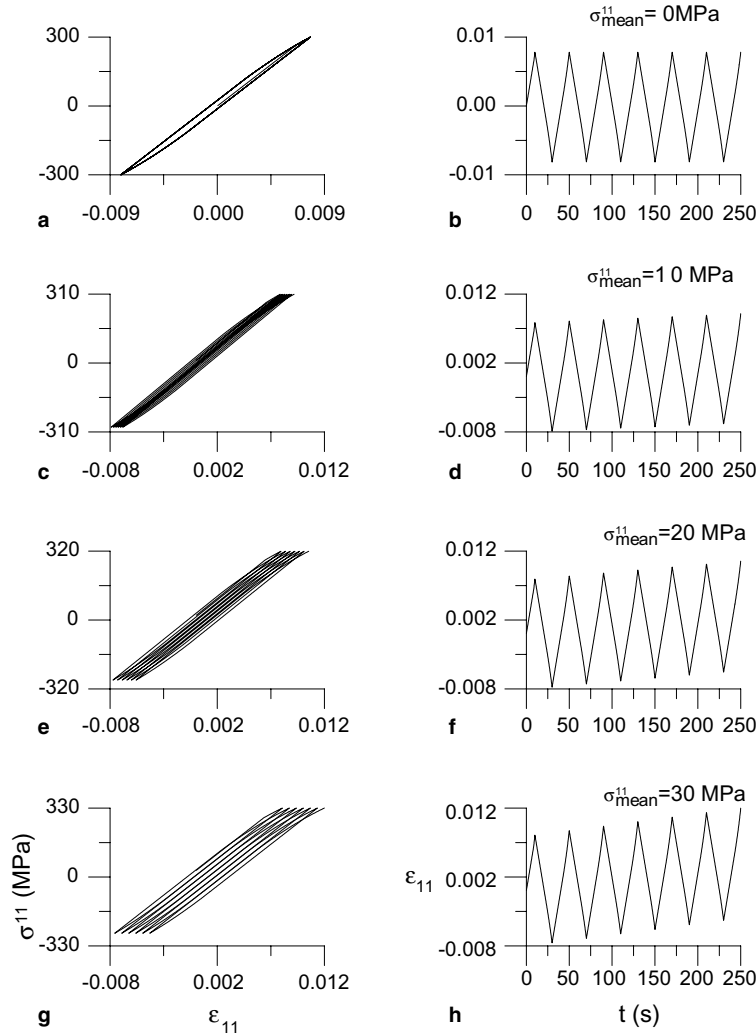 300
0
-300
-0.009 0.000 0.009
a
σ¹¹mean= 0MPa
0.01
0.00
-0.01
0 50 100 150 200 250
b
310
0
-310
-0.008 0.002 0.012
c
σ¹¹mean=1 0 MPa
0.012
0.002
-0.008
0 50 100 150 200 250
d
320
0
-320
-0.008 0.002 0.012
e
σ¹¹mean=20 MPa
0.012
0.002
-0.008
0 50 100 150 200 250
f
330
0
-330
σ¹¹ (MPa)
-0.008 0.002 0.012
g
ε₁₁
σ¹¹mean=30 MPa
0.012
0.002
-0.008
ε₁₁
0 50 100 150 200 250
h
t (s)